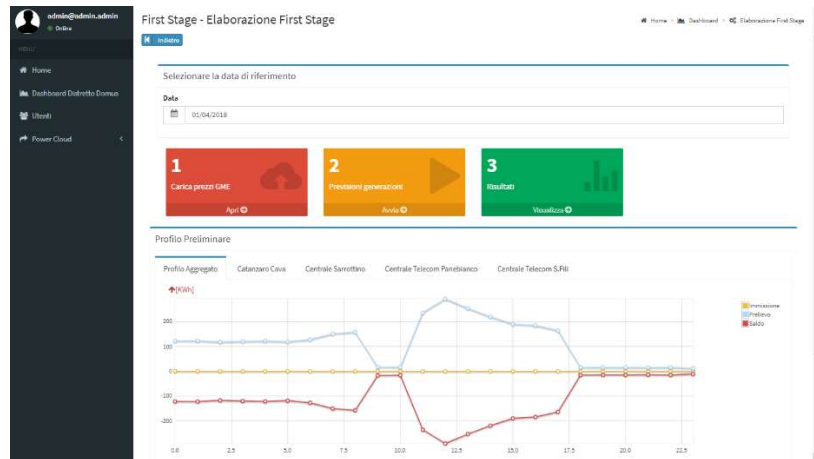 admin@admin.admin
Online
MENU
Home
Dashboard Distretto Domus
Utenti
Power Cloud
First Stage - Elaborazione First Stage
Home > Dashboard > Elaborazione First Stage
Indietro
Selezionare la data di riferimento
Data
01/04/2018
1
Carica prezzi GME
Apri
2
Previsioni generazioni
Avvia
3
Risultati
Visualizza
Profilo Preliminare
Profilo Aggregato
Catanzaro Cava
Centrale Sarrottino
Centrale Telecom Panebianco
Centrale Telecom S.Fili
[KWh]
Immissione
Prelievo
Saldo
200
100
0
-100
-200
0.0 2.5 5.0 7.5 10.0 12.5 15.0 17.5 20.0 22.5